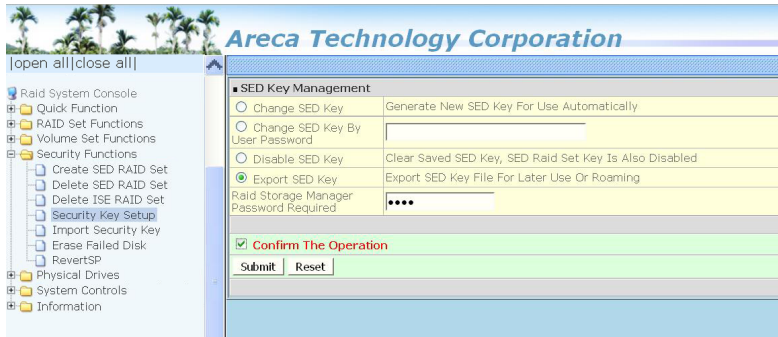 Areca Technology Corporation
|open all|close all|
Raid System Console
Quick Function
RAID Set Functions
Volume Set Functions
Security Functions
Create SED RAID Set
Delete SED RAID Set
Delete ISE RAID Set
Security Key Setup
Import Security Key
Erase Failed Disk
RevertSP
Physical Drives
System Controls
Information
SED Key Management
Change SED Key Generate New SED Key For Use Automatically
Change SED Key By
User Password
Disable SED Key Clear Saved SED Key, SED Raid Set Key Is Also Disabled
Export SED Key Export SED Key File For Later Use Or Roaming
Raid Storage Manager
Password Required ••••
Confirm The Operation
Submit Reset